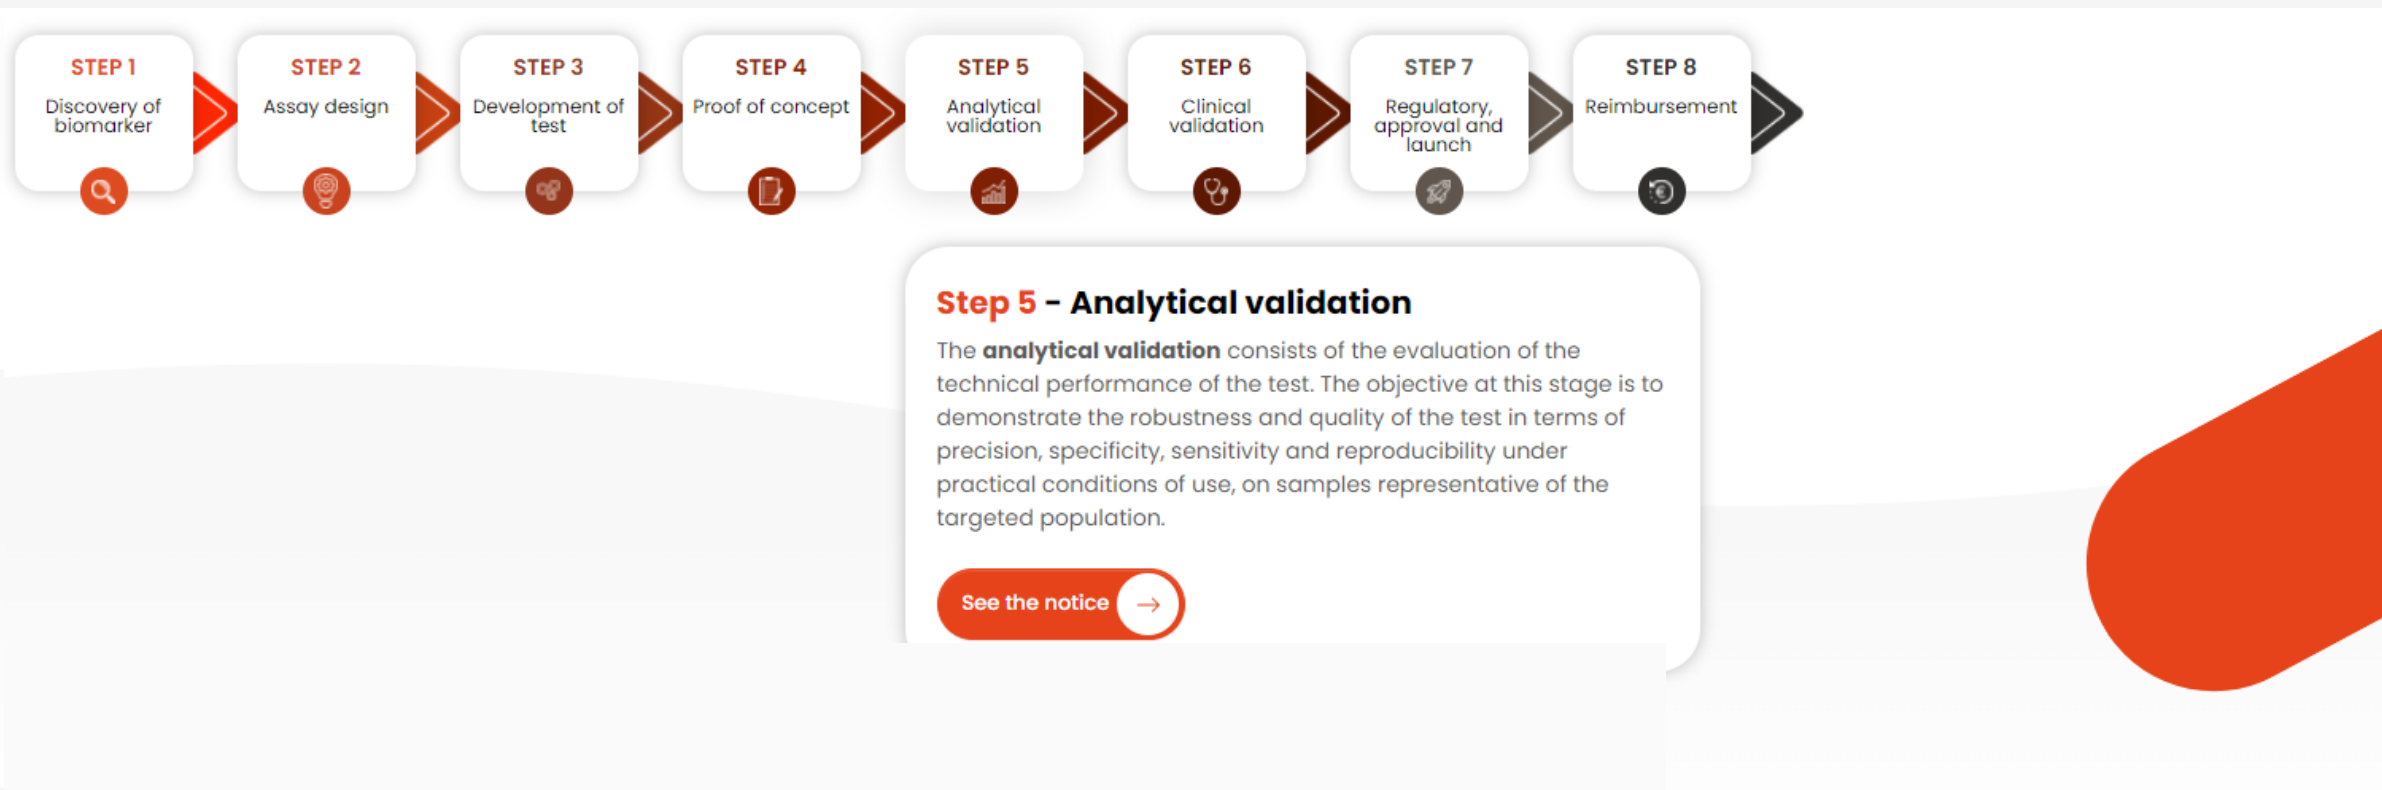 STEP 1
Discovery of
biomarker
STEP 2
Assay design
STEP 3
Development of
test
STEP 4
Proof of concept
STEP 5
Analytical
validation
STEP 6
Clinical
validation
STEP 7
Regulatory,
approval and
launch
STEP 8
Reimbursement
Step 5 - Analytical validation
The analytical validation consists of the evaluation of the
technical performance of the test. The objective at this stage is to
demonstrate the robustness and quality of the test in terms of
precision, specificity, sensitivity and reproducibility under
practical conditions of use, on samples representative of the
targeted population.
See the notice